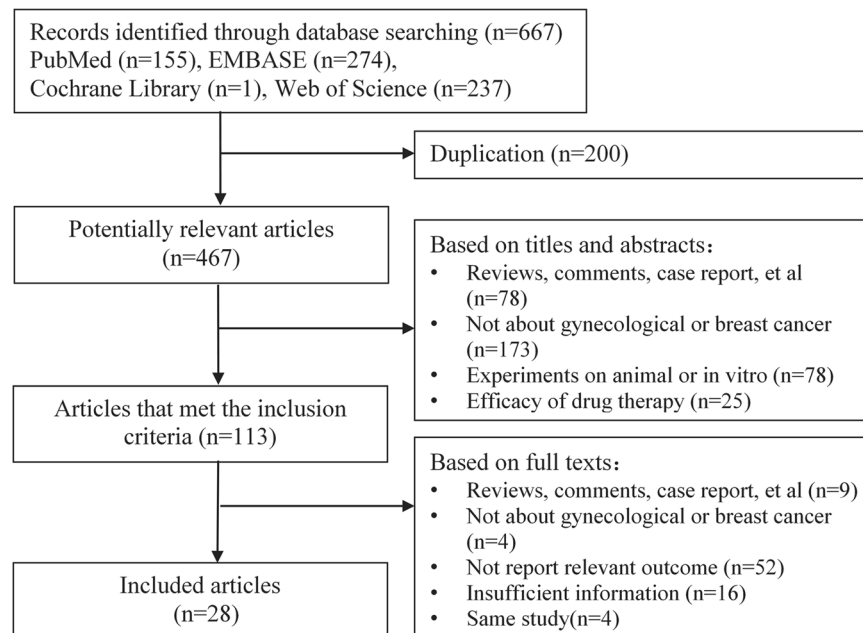 Records identified through database searching (n=667)
PubMed (n=155), EMBASE (n=274),
Cochrane Library (n=1), Web of Science (n=237)
Duplication (n=200)
Potentially relevant articles
(n=467)
Based on titles and abstracts：
• Reviews, comments, case report, et al
(n=78)
• Not about gynecological or breast cancer
(n=173)
• Experiments on animal or in vitro (n=78)
• Efficacy of drug therapy (n=25)
Articles that met the inclusion
criteria (n=113)
Based on full texts：
• Reviews, comments, case report, et al (n=9)
• Not about gynecological or breast cancer
(n=4)
• Not report relevant outcome (n=52)
• Insufficient information (n=16)
• Same study(n=4)
Included articles
(n=28)